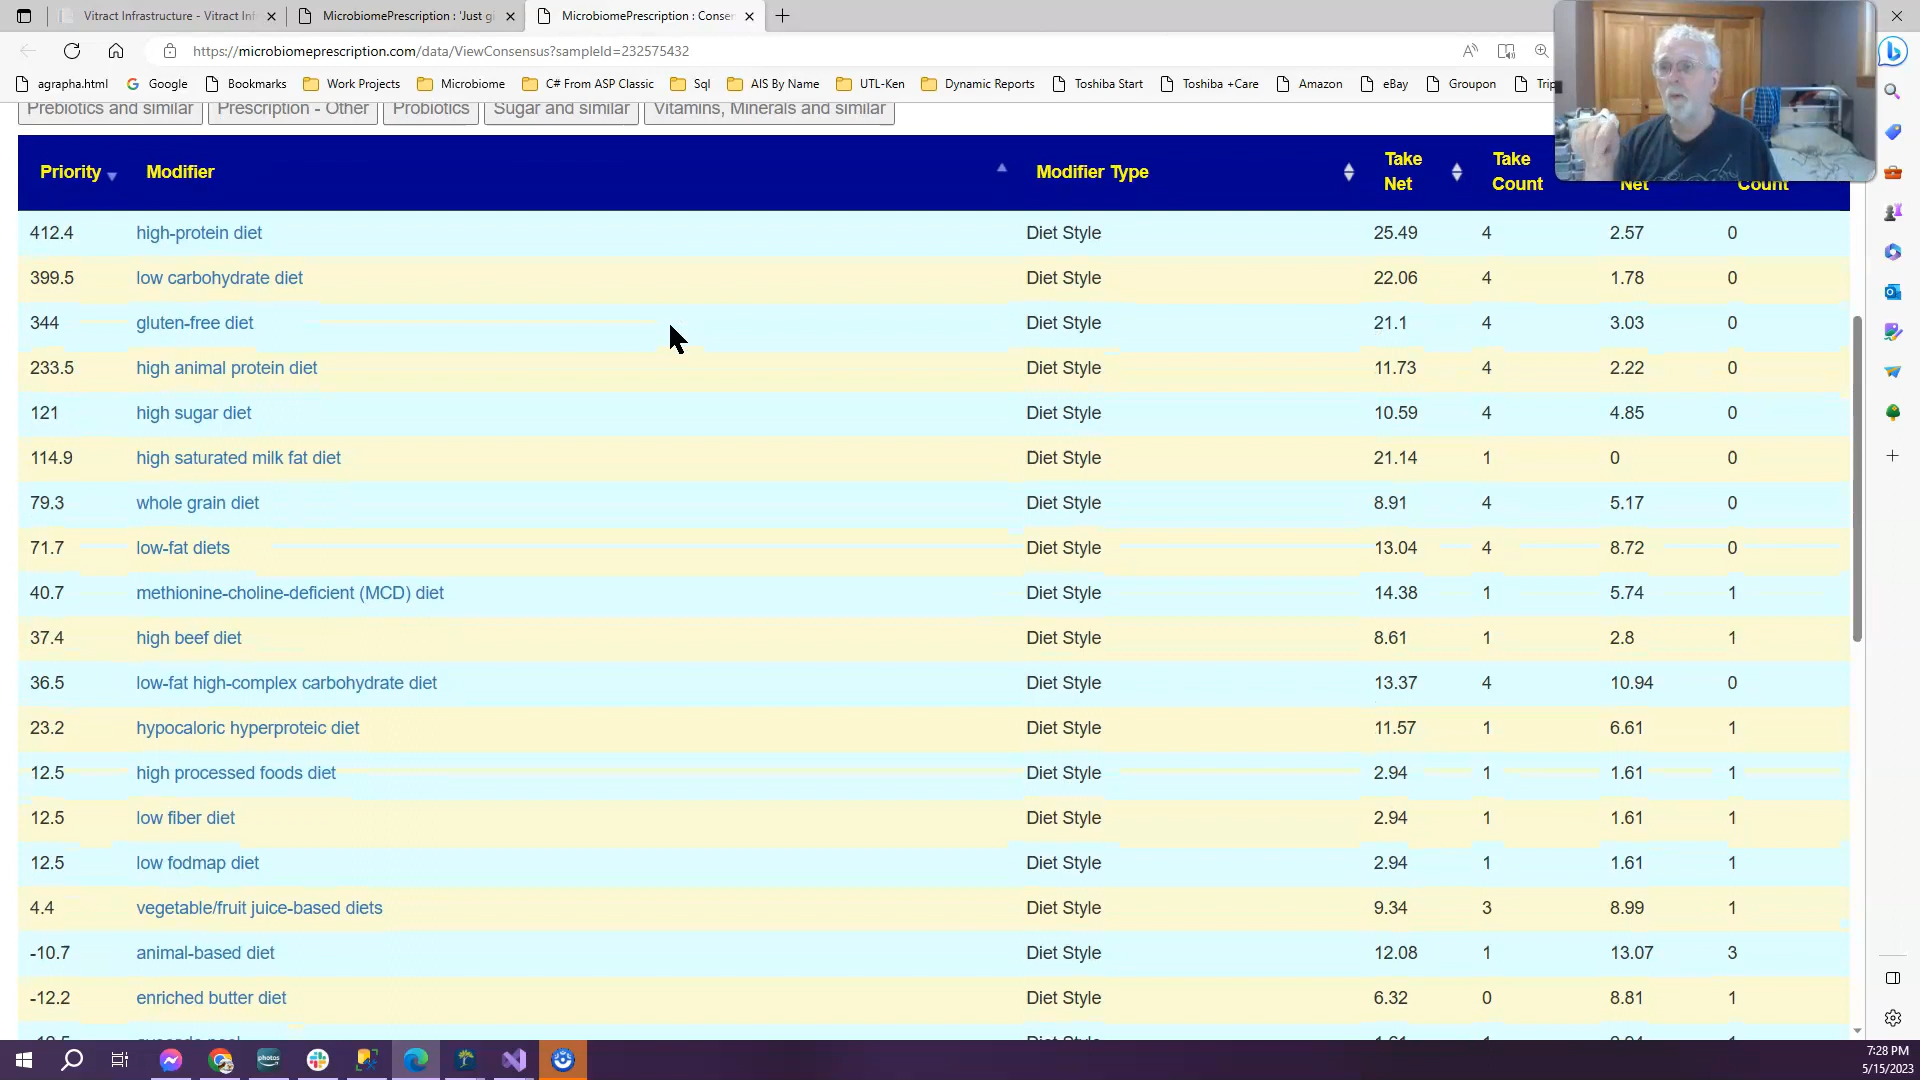 Vitract Infrastructure - Vitract Inf
MicrobiomePrescription : 'Just gi
MicrobiomePrescription : Conser
https://microbiomeprescription.com/data/ViewConsensus?sampleId=232575432
agrapha.html
Google
Bookmarks
Work Projects
Microbiome
C# From ASP Classic
Sql
AIS By Name
UTL-Ken
Dynamic Reports
Toshiba Start
Toshiba +Care
Amazon
eBay
Groupon
Trip
Prebiotics and similar
Prescription - Other
Probiotics
Sugar and similar
Vitamins, Minerals and similar
Priority Modifier Modifier Type Take Net Take Count Net Count
412.4 high-protein diet Diet Style 25.49 4 2.57 0
399.5 low carbohydrate diet Diet Style 22.06 4 1.78 0
344 gluten-free diet Diet Style 21.1 4 3.03 0
233.5 high animal protein diet Diet Style 11.73 4 2.22 0
121 high sugar diet Diet Style 10.59 4 4.85 0
114.9 high saturated milk fat diet Diet Style 21.14 1 0 0
79.3 whole grain diet Diet Style 8.91 4 5.17 0
71.7 low-fat diets Diet Style 13.04 4 8.72 0
40.7 methionine-choline-deficient (MCD) diet Diet Style 14.38 1 5.74 1
37.4 high beef diet Diet Style 8.61 1 2.8 1
36.5 low-fat high-complex carbohydrate diet Diet Style 13.37 4 10.94 0
23.2 hypocaloric hyperproteic diet Diet Style 11.57 1 6.61 1
12.5 high processed foods diet Diet Style 2.94 1 1.61 1
12.5 low fiber diet Diet Style 2.94 1 1.61 1
12.5 low fodmap diet Diet Style 2.94 1 1.61 1
4.4 vegetable/fruit juice-based diets Diet Style 9.34 3 8.99 1
-10.7 animal-based diet Diet Style 12.08 1 13.07 3
-12.2 enriched butter diet Diet Style 6.32 0 8.81 1
photos
7:28 PM
5/15/2023